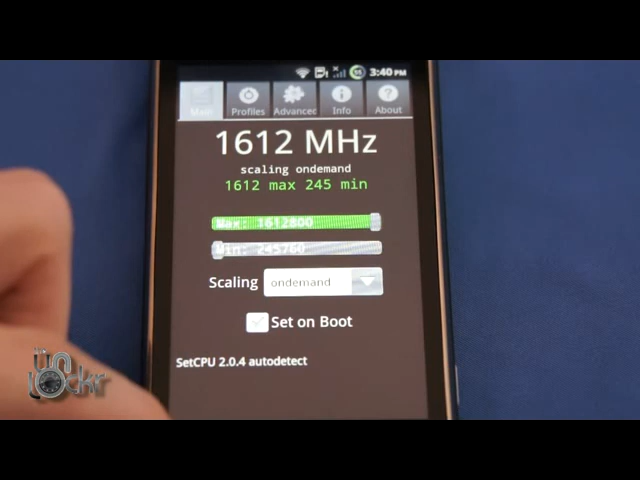 3:40 PM
Main Profiles Advanced Info About
1612 MHz
scaling ondemand
1612 max 245 min
Max: 1612800
Min: 245760
Scaling ondemand
Set on Boot
SetCPU 2.0.4 autodetect
Unlockr